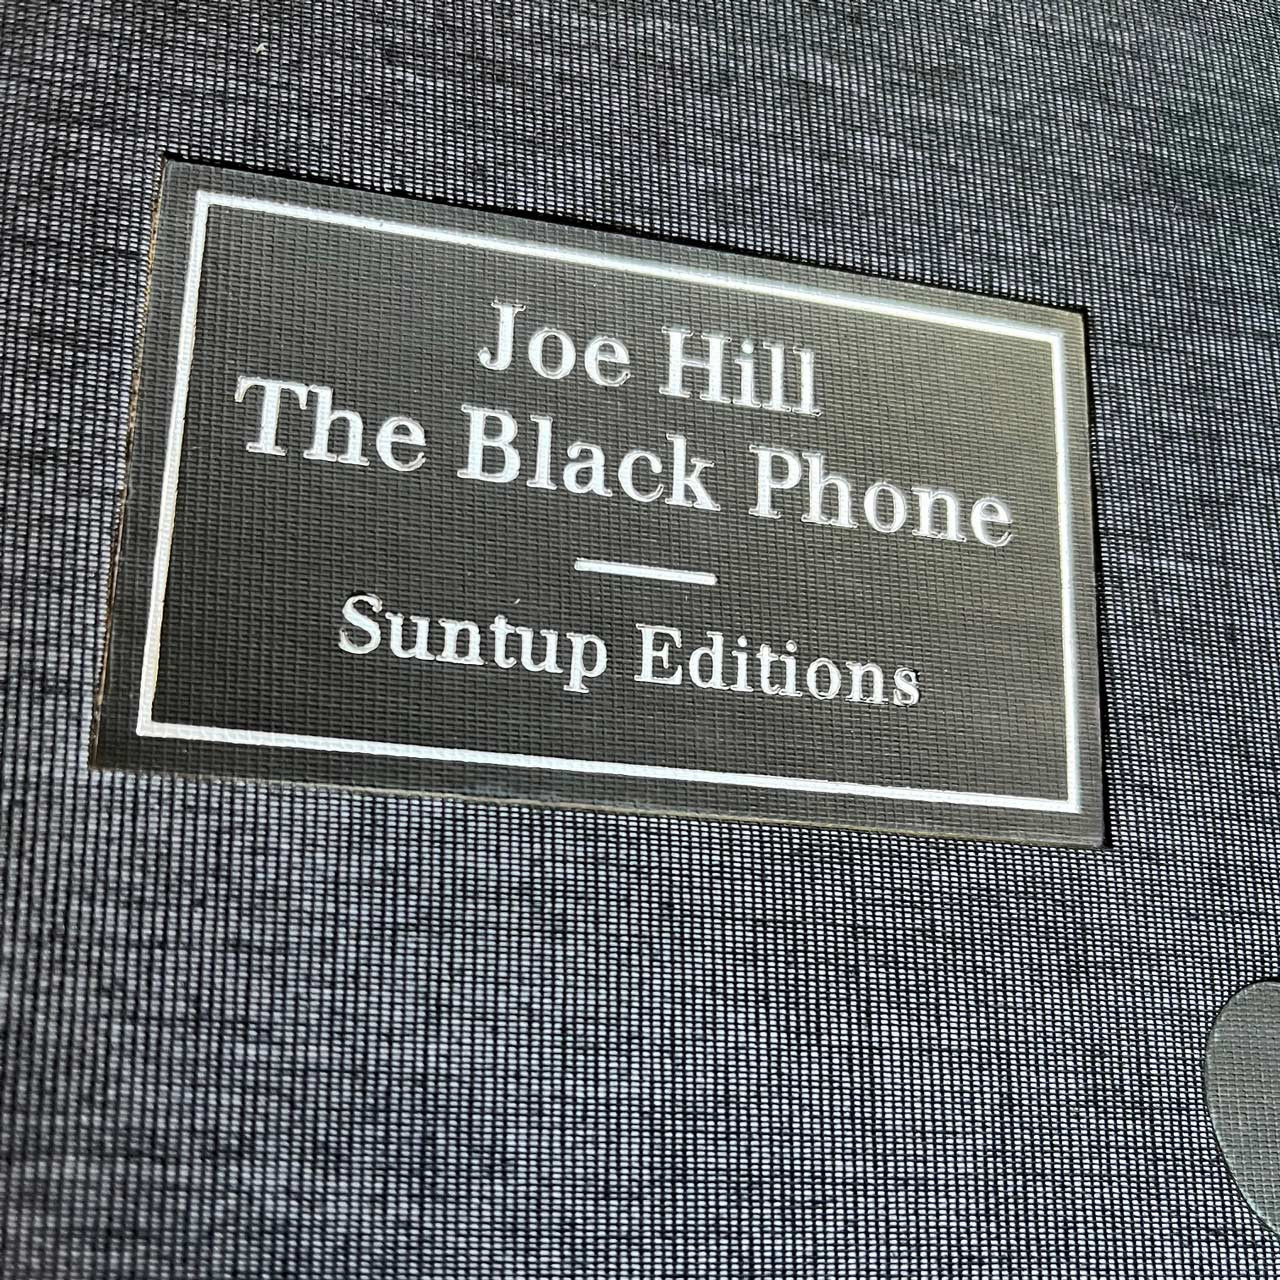 Joe Hill
The Black Phone
Suntup Editions